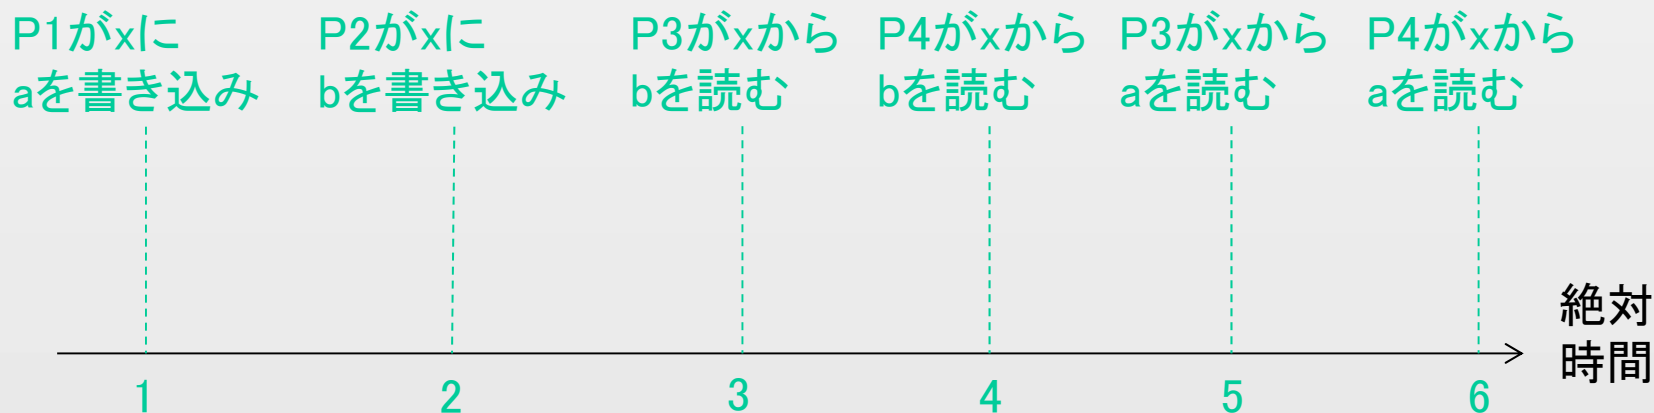 P1がxに
aを書き込み
P2がxに
bを書き込み
P3がxから
bを読む
P4がxから
bを読む
P3がxから
aを読む
P4がxから
aを読む
絶対
時間
1
2
3
4
5
6